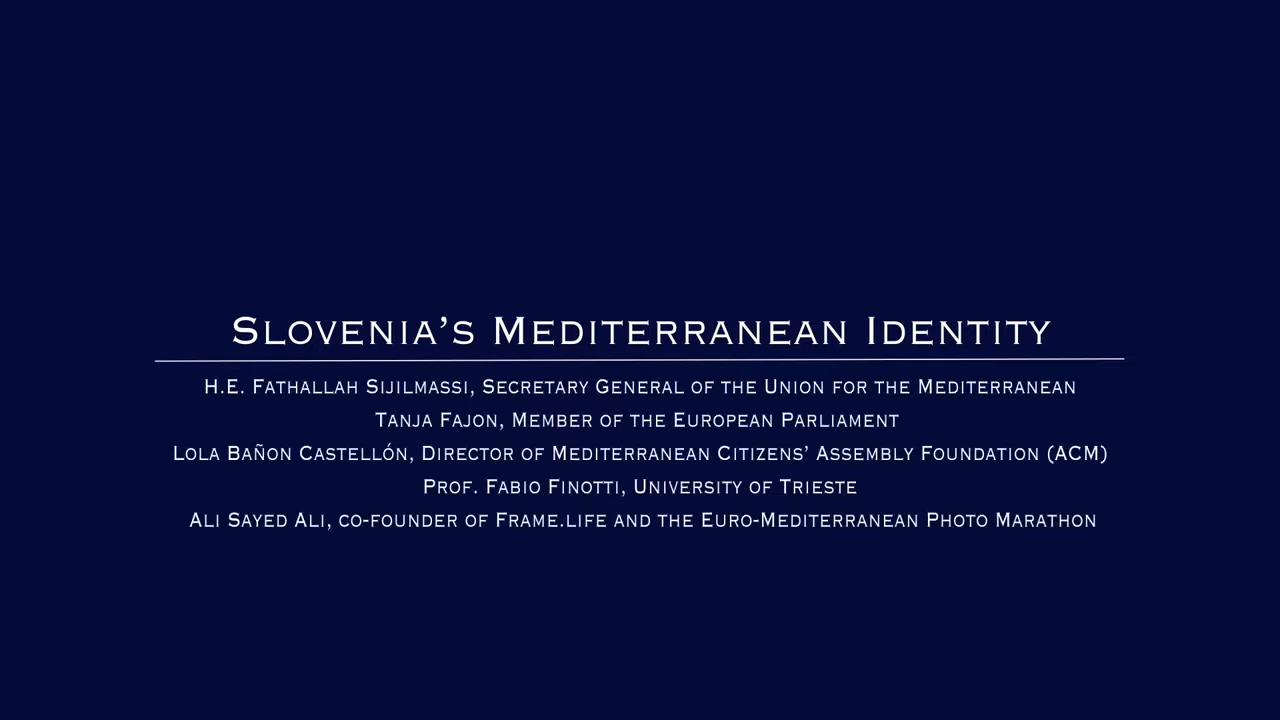 Slovenia's Mediterranean Identity
H.E. Fathallah Sijilmassi, Secretary General of the Union for the Mediterranean
Tanja Fajon, Member of the European Parliament
Lola Bañon Castellón, Director of Mediterranean Citizens' Assembly Foundation (ACM)
Prof. Fabio Finotti, University of Trieste
Ali Sayed Ali, co-founder of Frame.life and the Euro-Mediterranean Photo Marathon